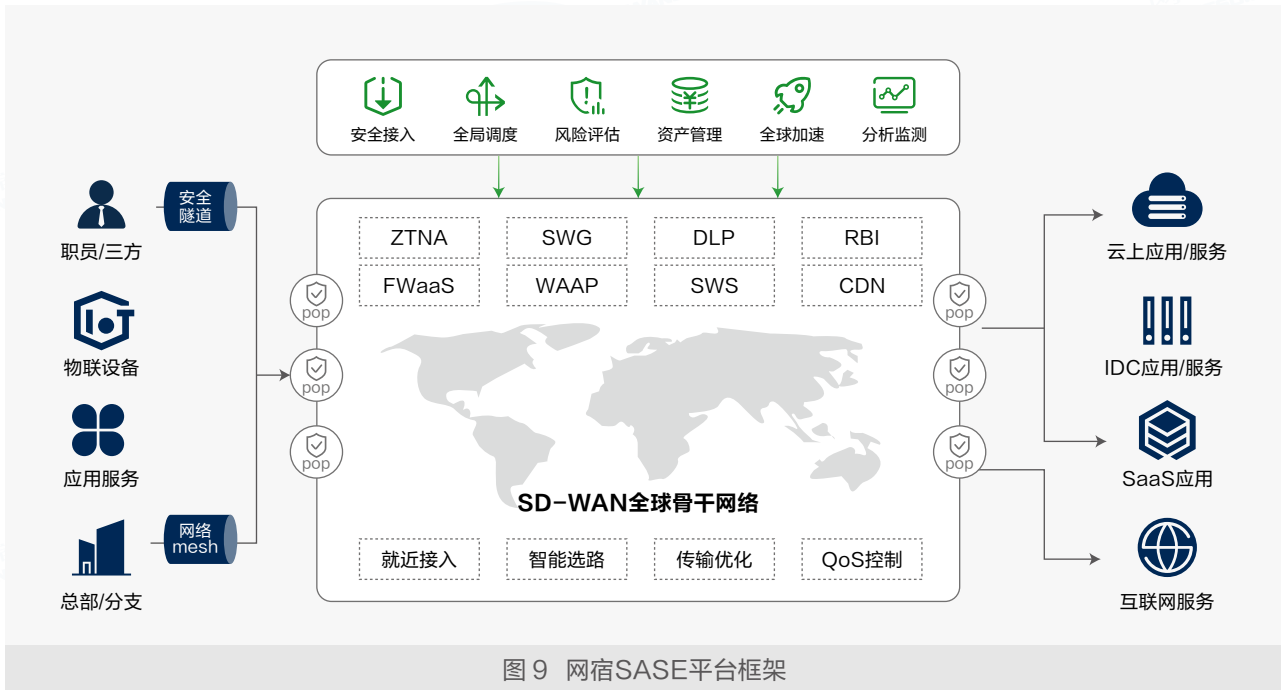 安全接入
全局调度
风险评估
资产管理
全球加速
分析监测
职员/三方
安全
隧道
物联设备
IOT
应用服务
总部/分支
网络
mesh
pop
pop
pop
ZTNA
SWG
DLP
RBI
FWaaS
WAAP
SWS
CDN
SD-WAN全球骨干网络
就近接入
智能选路
传输优化
QoS控制
pop
pop
pop
云上应用/服务
IDC应用/服务
SaaS应用
互联网服务
图 9 网宿SASE平台框架